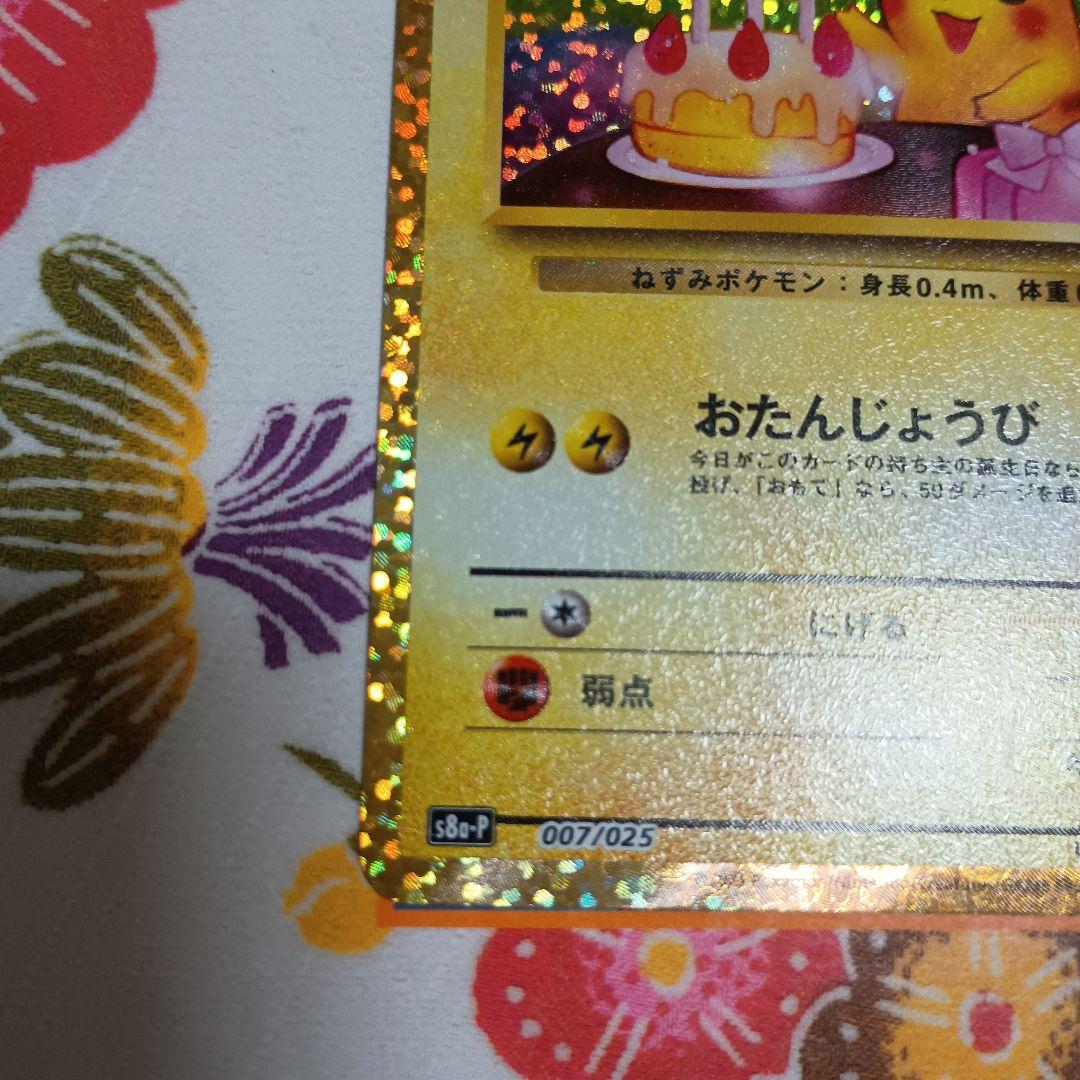 ねずみポケモン：身長0.4m、体重
おたんじょうび
今日がこのカードの持ち主の誕生日なら
投げ、「おもて」なら、50ダメージを追
にげる
弱点
s8a-P 007/025